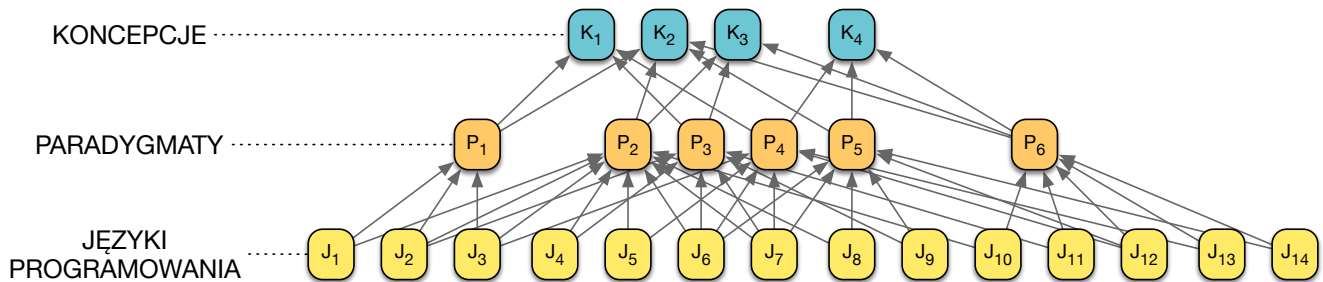 KONCEPCJE K1 K2 K3 K4
PARADYGMATY P1 P2 P3 P4 P5 P6
JĘZYKI
PROGRAMOWANIA J1 J2 J3 J4 J5 J6 J7 J8 J9 J10 J11 J12 J13 J14